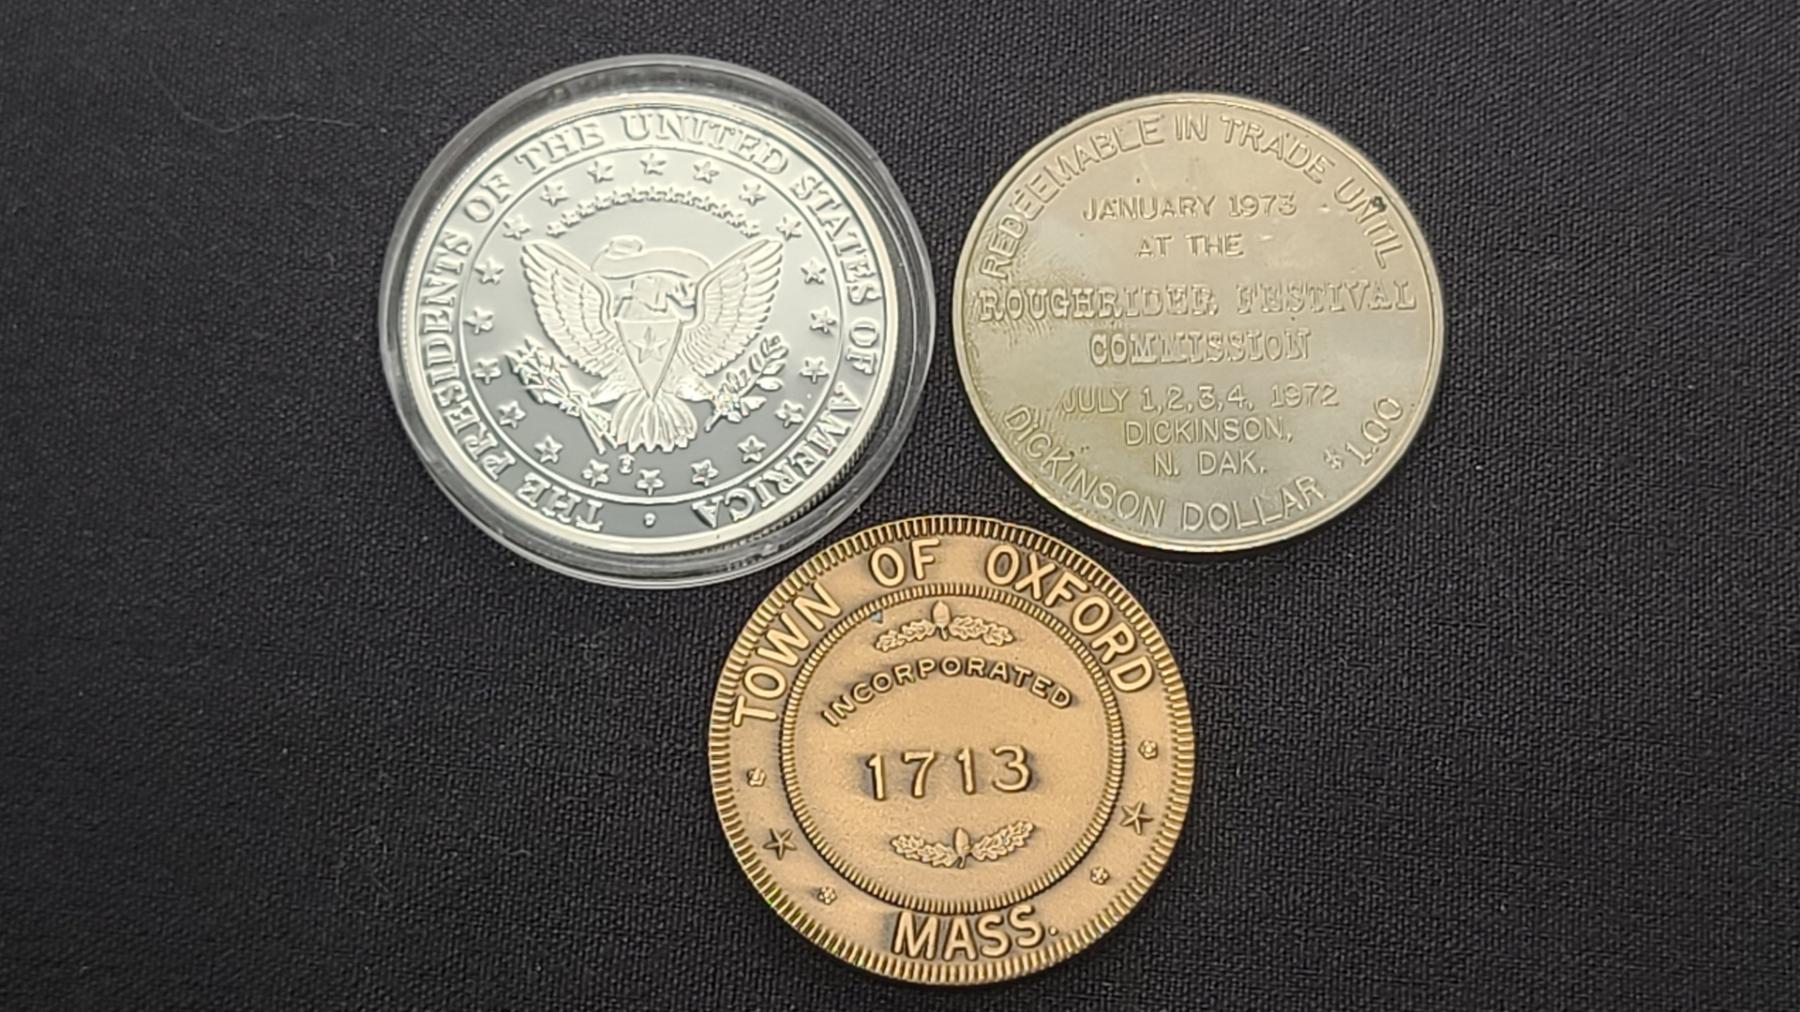 THE PRESIDENTS OF THE UNITED STATES OF AMERICA
REDEEMABLE IN TRADE UNTIL
JANUARY 1973
AT THE
ROUGHRIDER FESTIVAL
COMMISSION
JULY 1,2,3,4, 1972
DICKINSON,
N. DAK.
DICKINSON DOLLAR $1.00
TOWN OF OXFORD
INCORPORATED
1713
MASS.